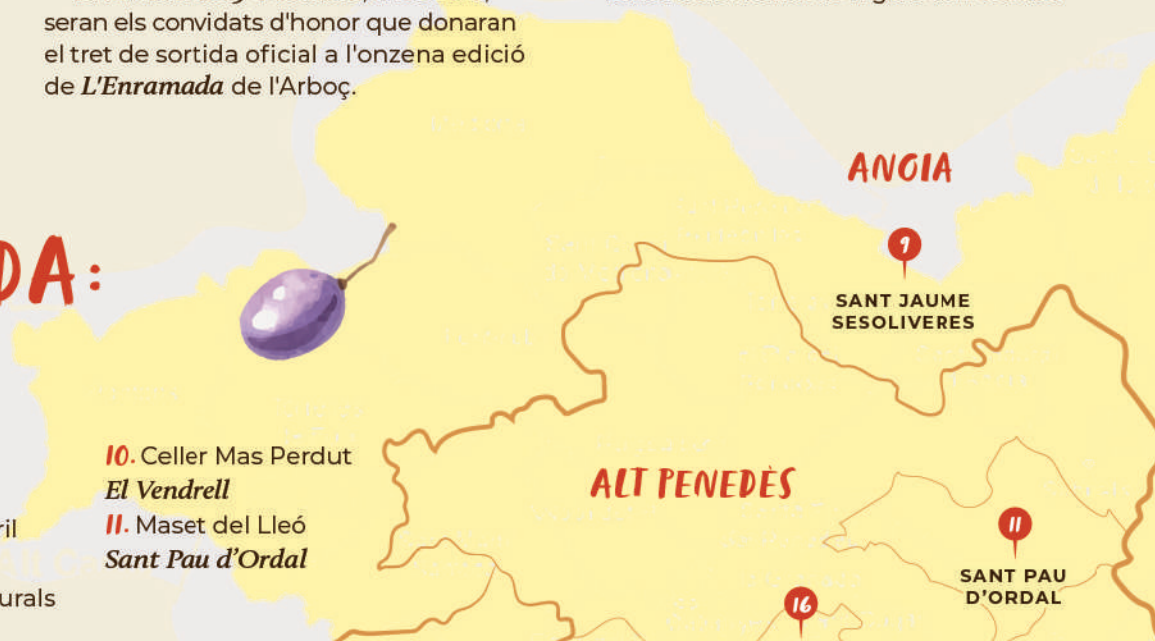 seran els convidats d'honor que donaran
el tret de sortida oficial a l'onzena edició
de L'Enramada de l'Arboç.
ANOIA
DA:
9
SANT JAUME
SESOLIVERES
10. Celler Mas Perdut
El Vendrell
11. Maset del Lleó
Sant Pau d'Ordal
ril
urals
ALT PENEDÈS
11
SANT PAU
D'ORDAL
16